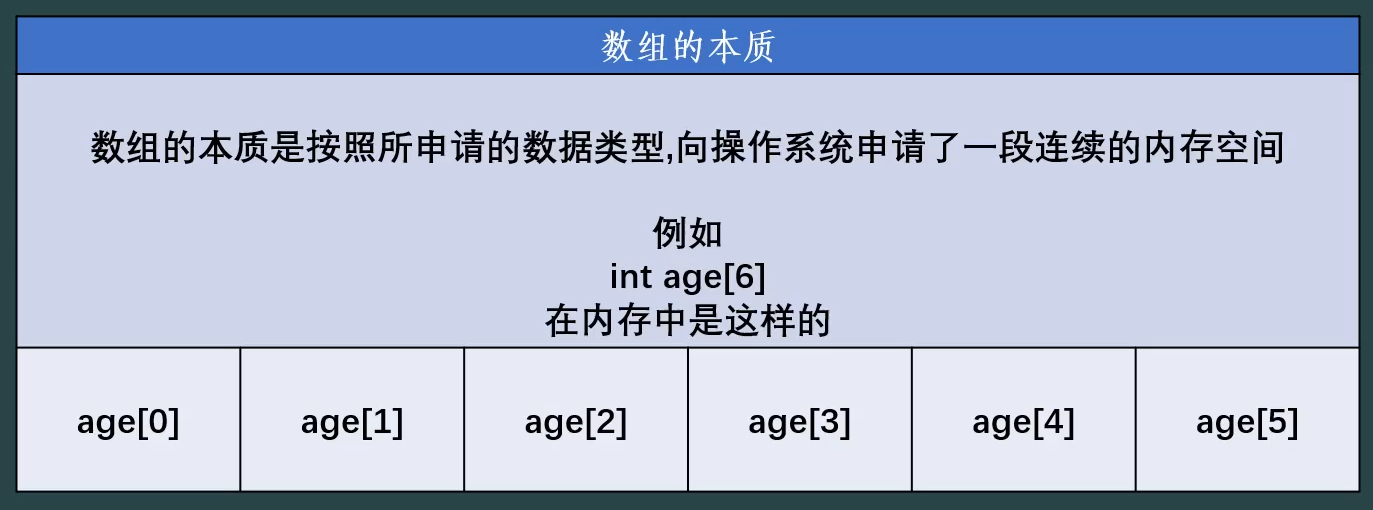 数组的本质
数组的本质是按照所申请的数据类型,向操作系统申请了一段连续的内存空间
例如
int age[6]
在内存中是这样的
age[0] age[1] age[2] age[3] age[4] age[5]